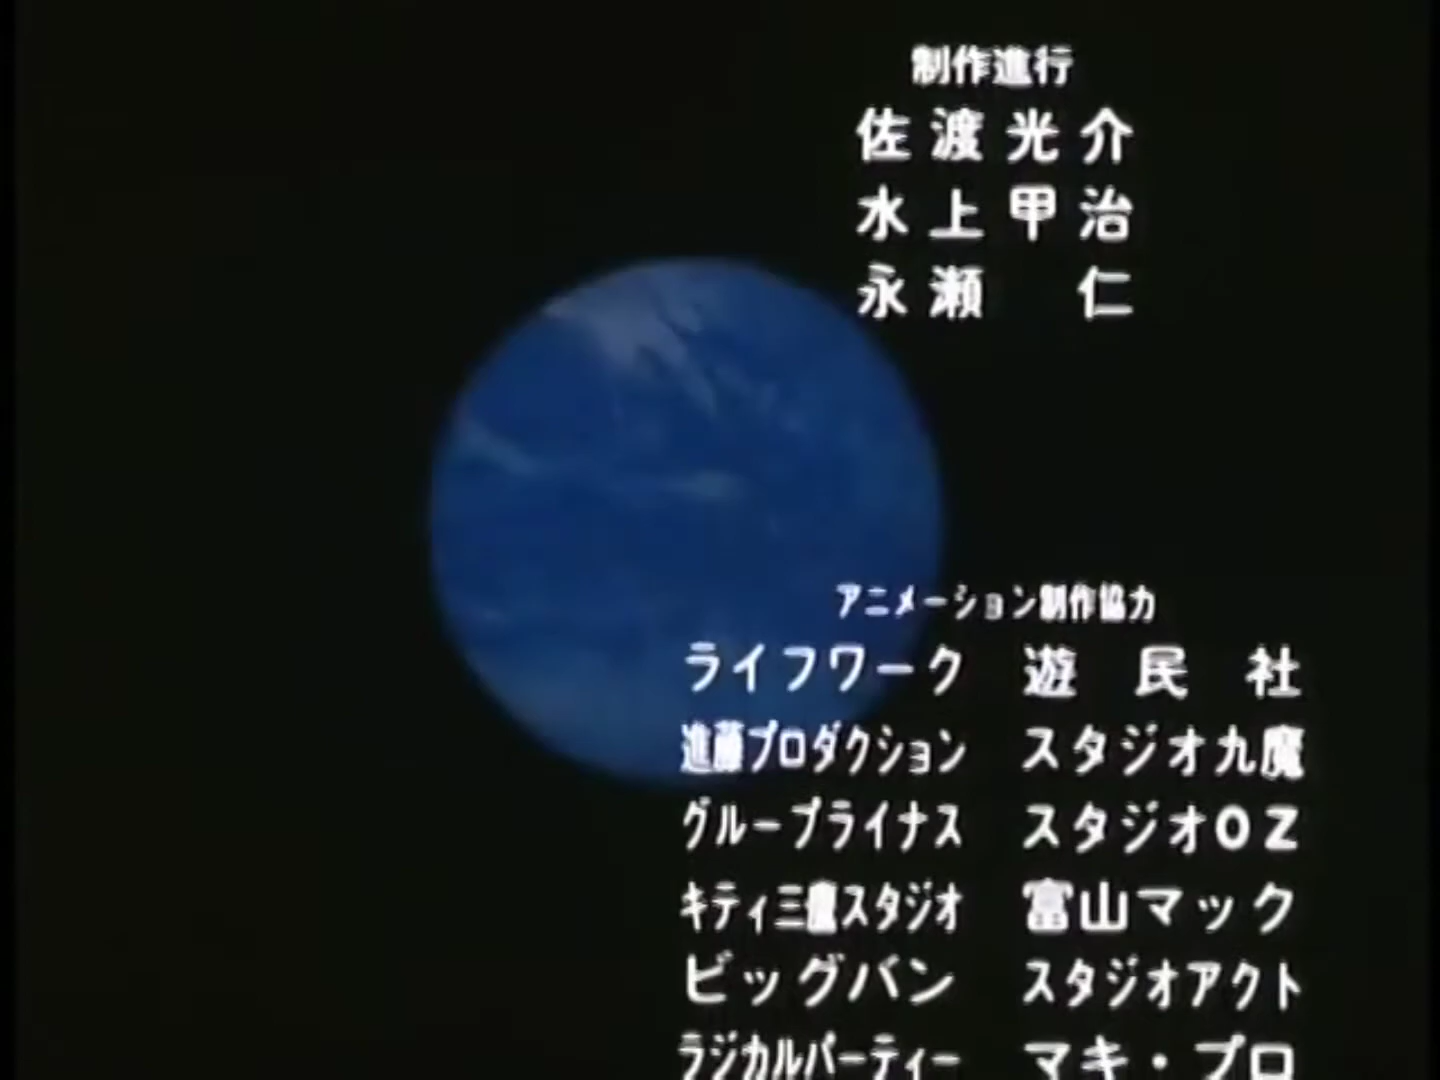 制作進行
佐渡光介
水上甲治
永瀬 仁
アニメーション制作協力
ライフワーク 遊民社
進藤プロダクション スタジオ九魔
グループライナス スタジオOZ
キティ三鷹スタジオ 富山マック
ビッグバン スタジオアクト
ラジカルパーティー マキ・プロ